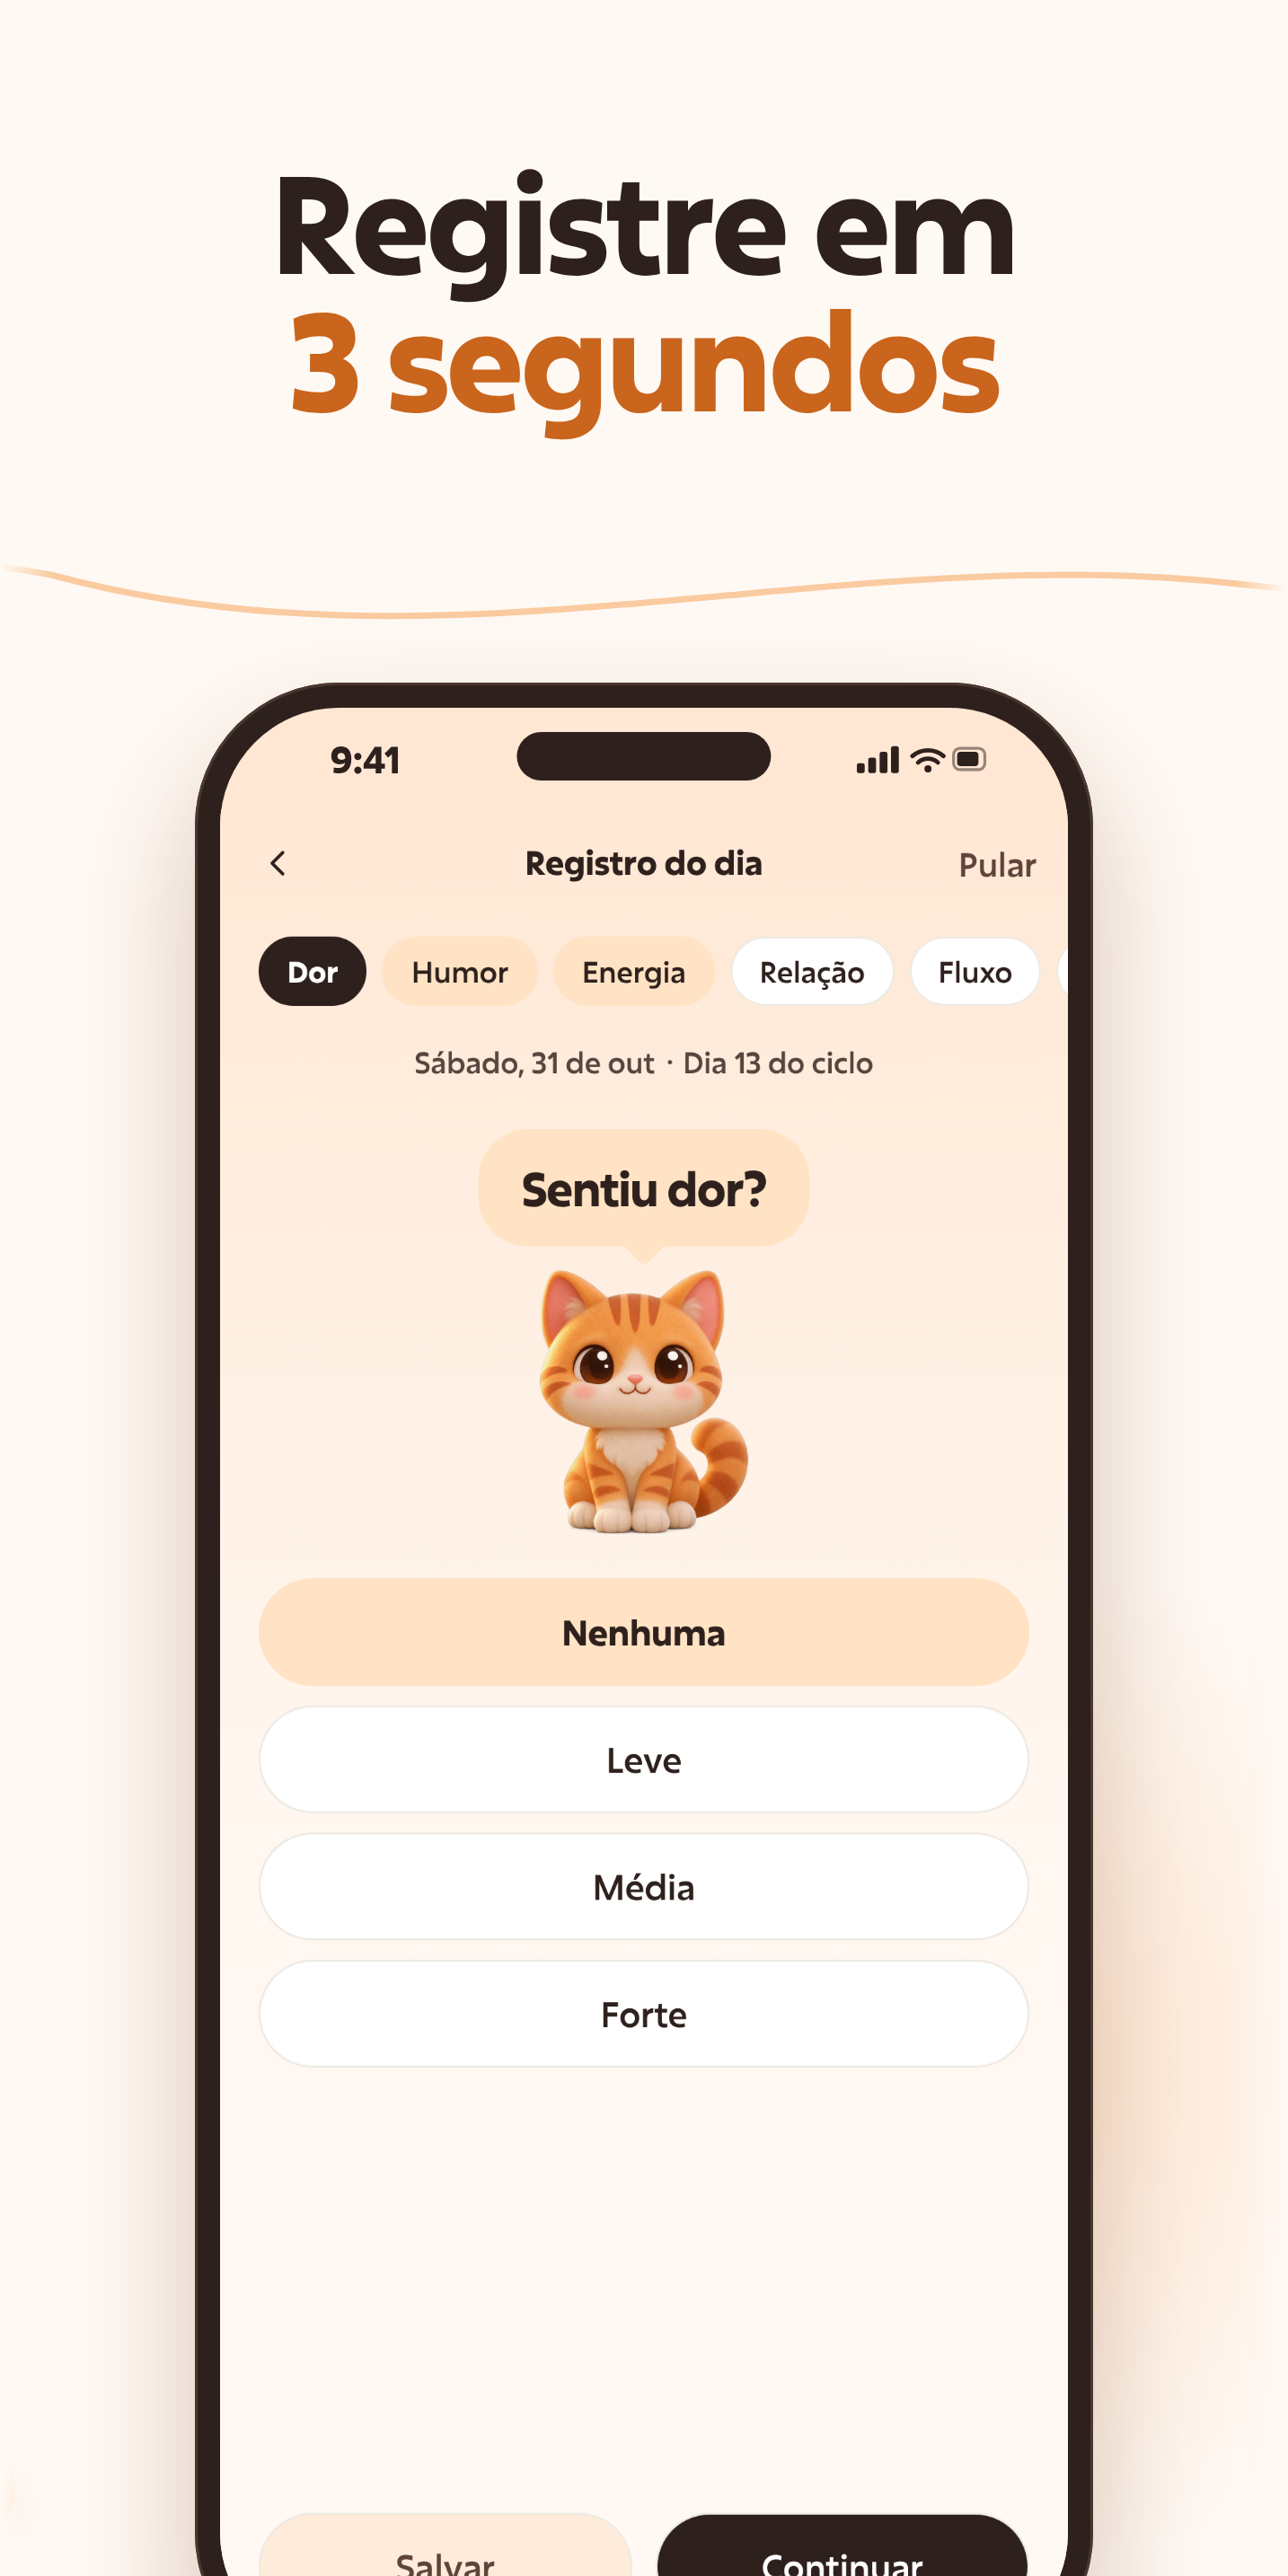 Registre em
3 segundos
9:41
Registro do dia
Pular
Dor
Humor
Energia
Relação
Fluxo
Sábado, 31 de out · Dia 13 do ciclo
Sentiu dor?
Nenhuma
Leve
Média
Forte
Salvar
Continuar